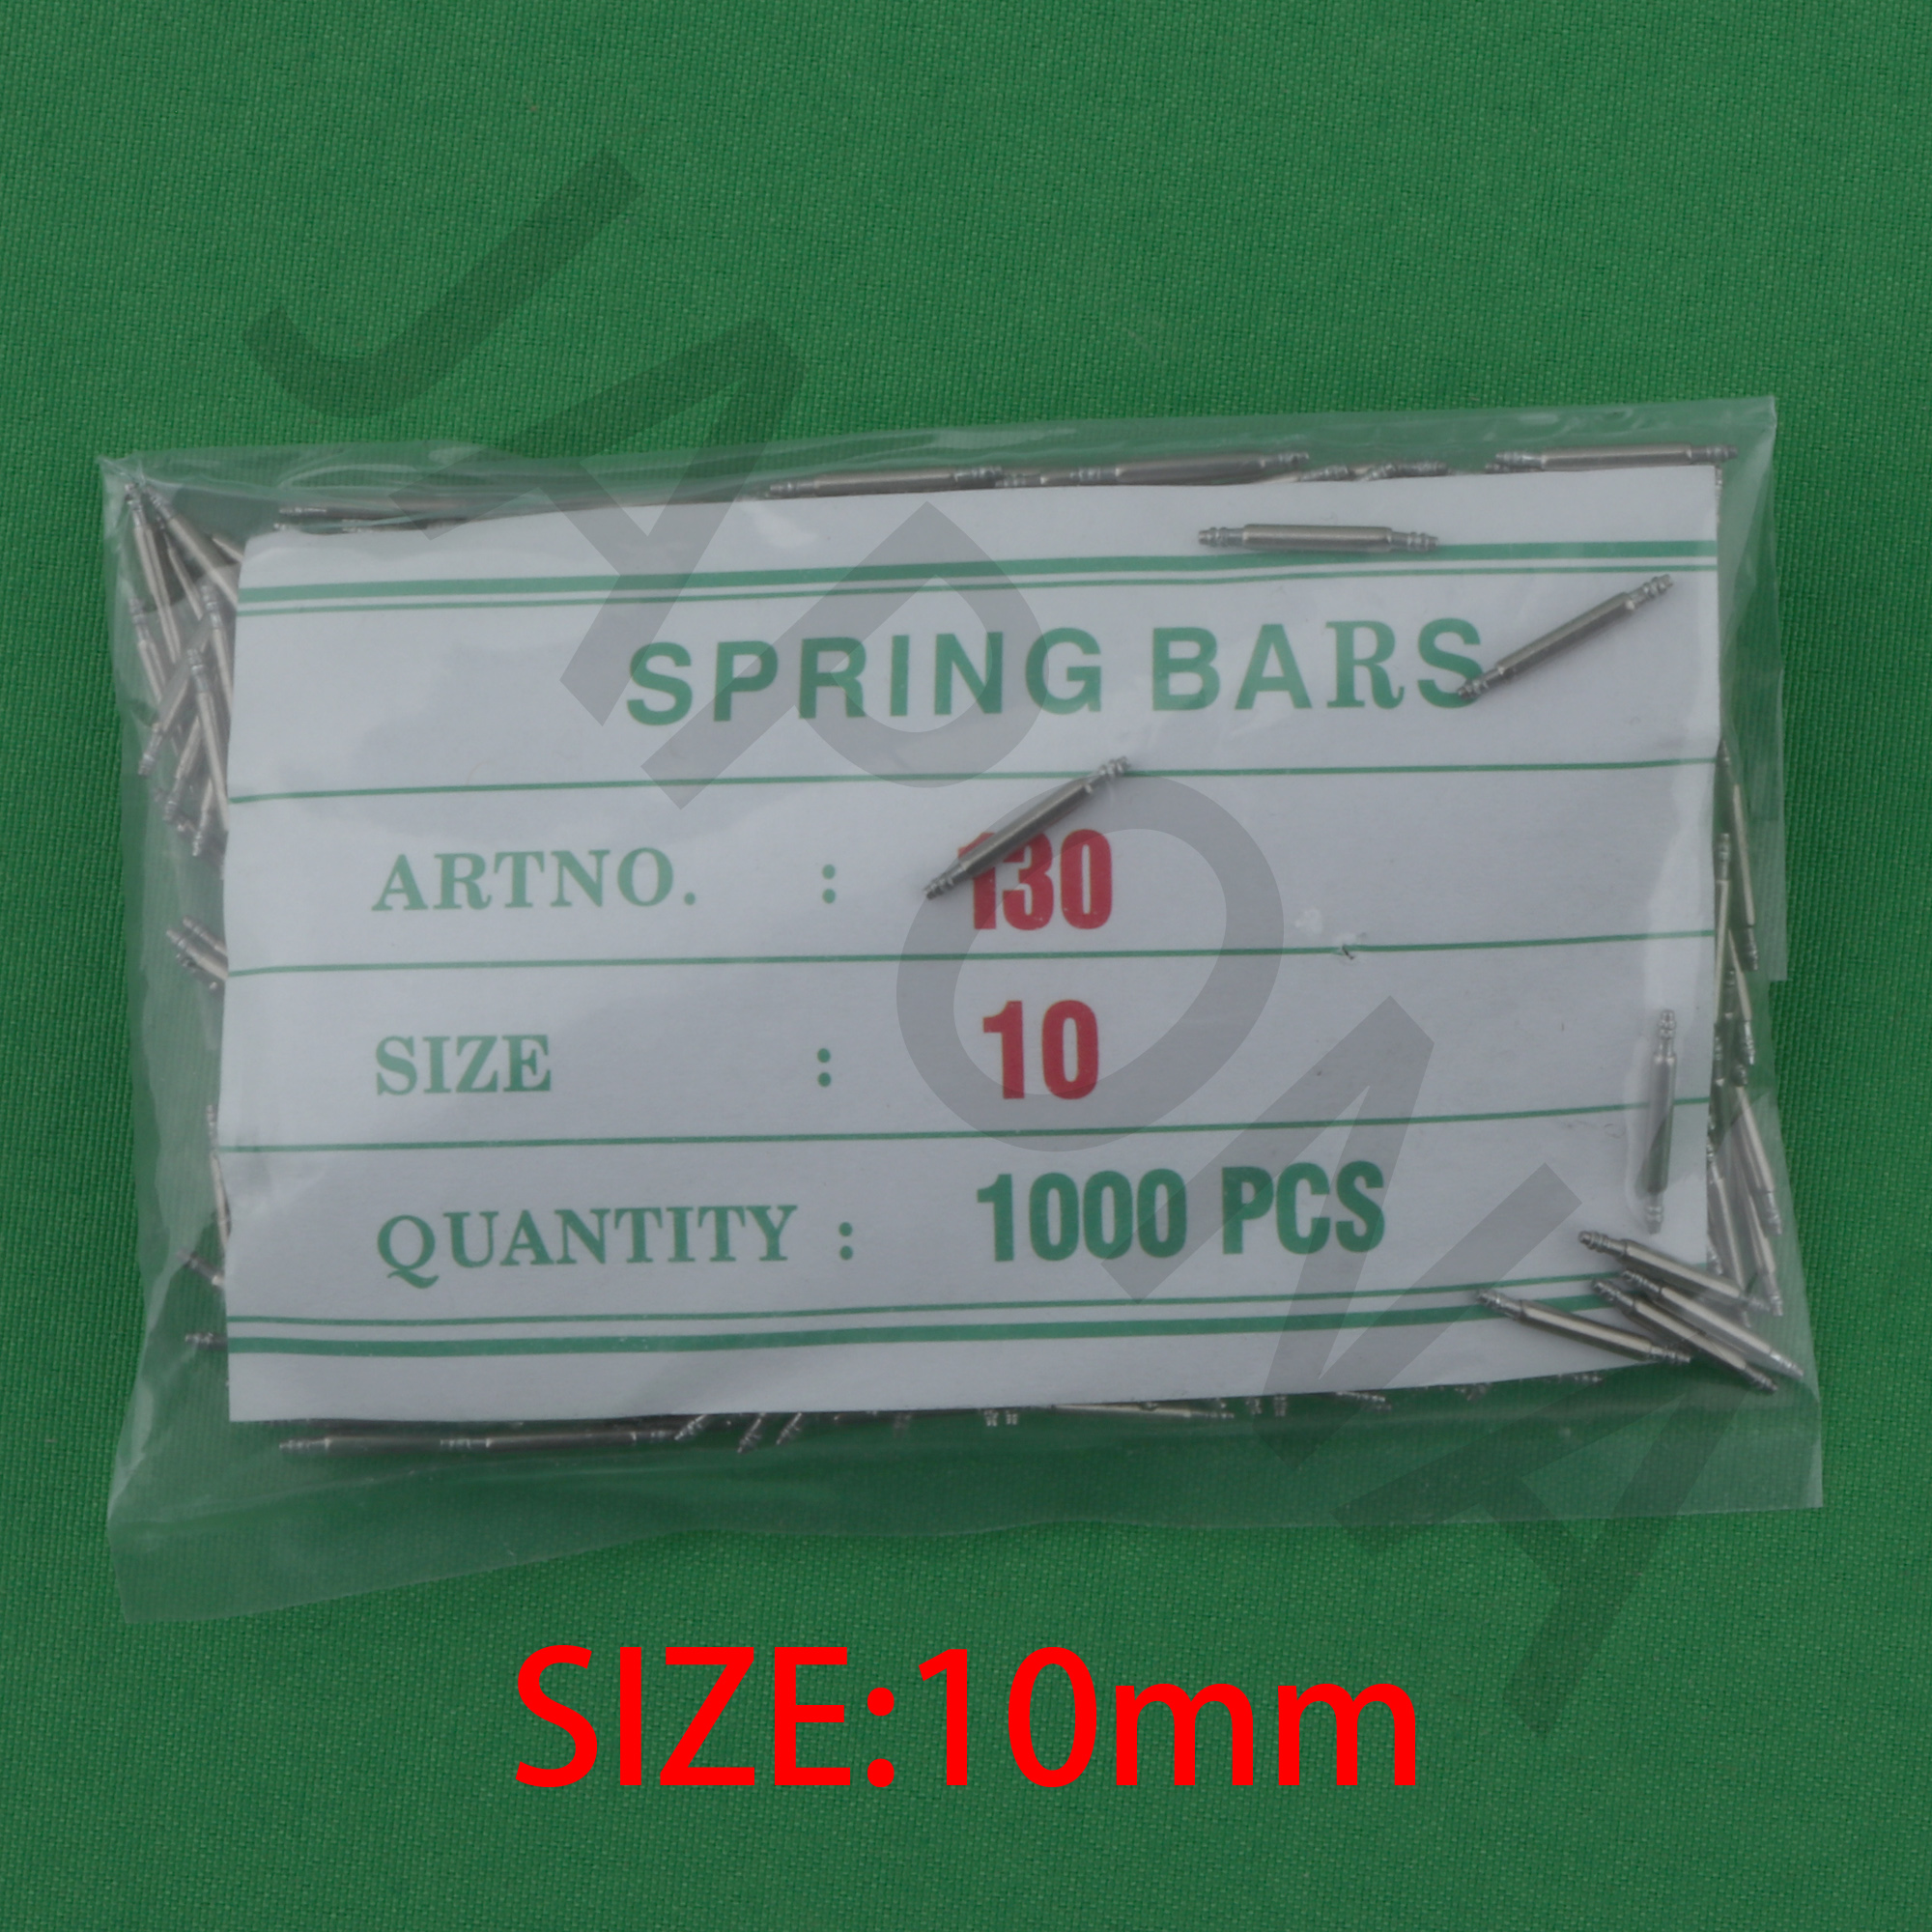 SPRING BARS
ARTNO. : 130
SIZE : 10
QUANTITY : 1000 PCS
SIZE:10mm